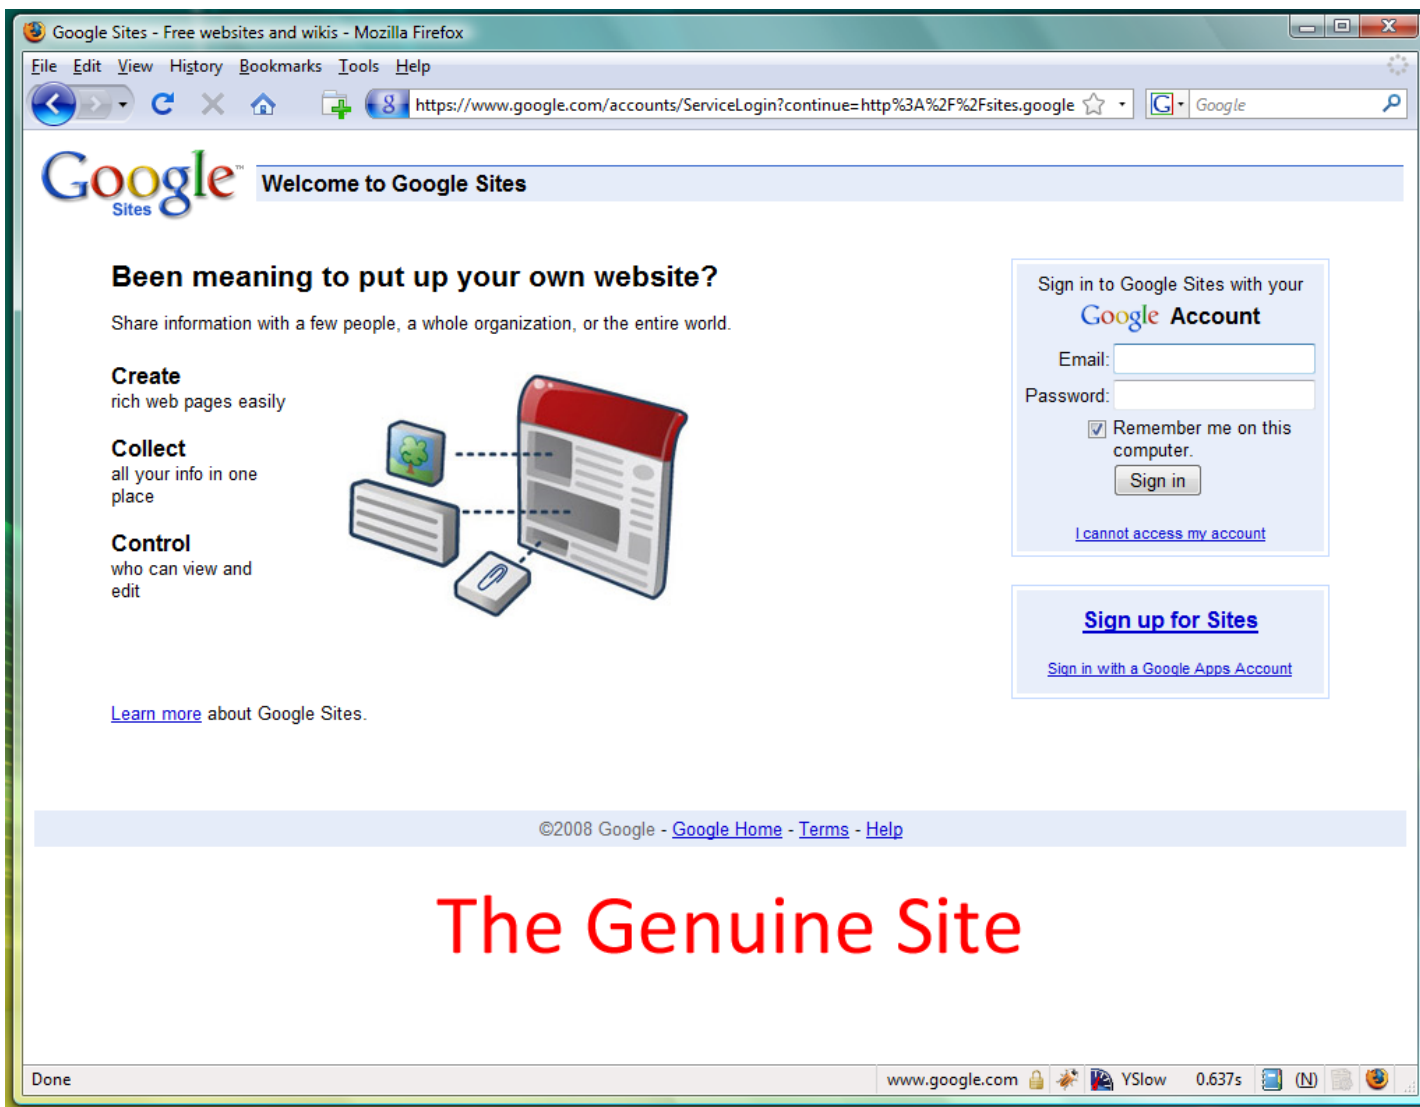 Google Sites - Free websites and wikis - Mozilla Firefox
File Edit View History Bookmarks Tools Help
8 https://www.google.com/accounts/ServiceLogin?continue=http%3A%2F%2Fsites.google G Google
Google™ Sites
Welcome to Google Sites
Been meaning to put up your own website?
Share information with a few people, a whole organization, or the entire world.
Create
rich web pages easily
Collect
all your info in one
place
Control
who can view and
edit
Learn more about Google Sites.
Sign in to Google Sites with your
Google Account
Email:
Password:
Remember me on this
computer.
Sign in
I cannot access my account
Sign up for Sites
Sign in with a Google Apps Account
©2008 Google - Google Home - Terms - Help
The Genuine Site
Done www.google.com YSlow 0.637s (N)